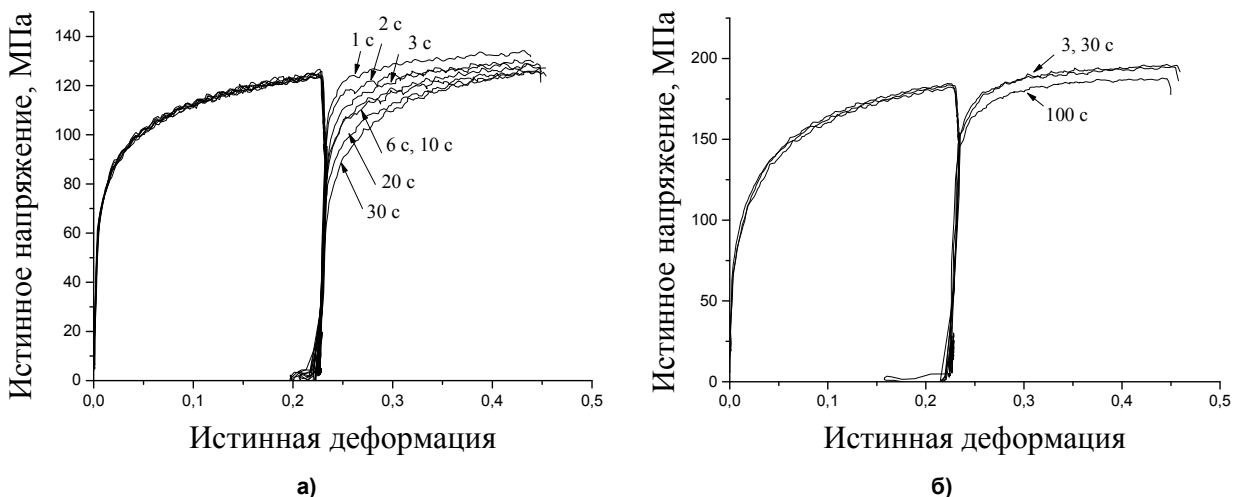 Истинное напряжение, МПа
140
120
100
80
60
40
20
0
0,0
0,1
0,2
0,3
0,4
0,5
1 с
2 с
3 с
6 с, 10 с
20 с
30 с
Истинная деформация
а)
Истинное напряжение, МПа
200
150
100
50
0
0,0
0,1
0,2
0,3
0,4
0,5
3, 30 с
100 с
Истинная деформация
б)